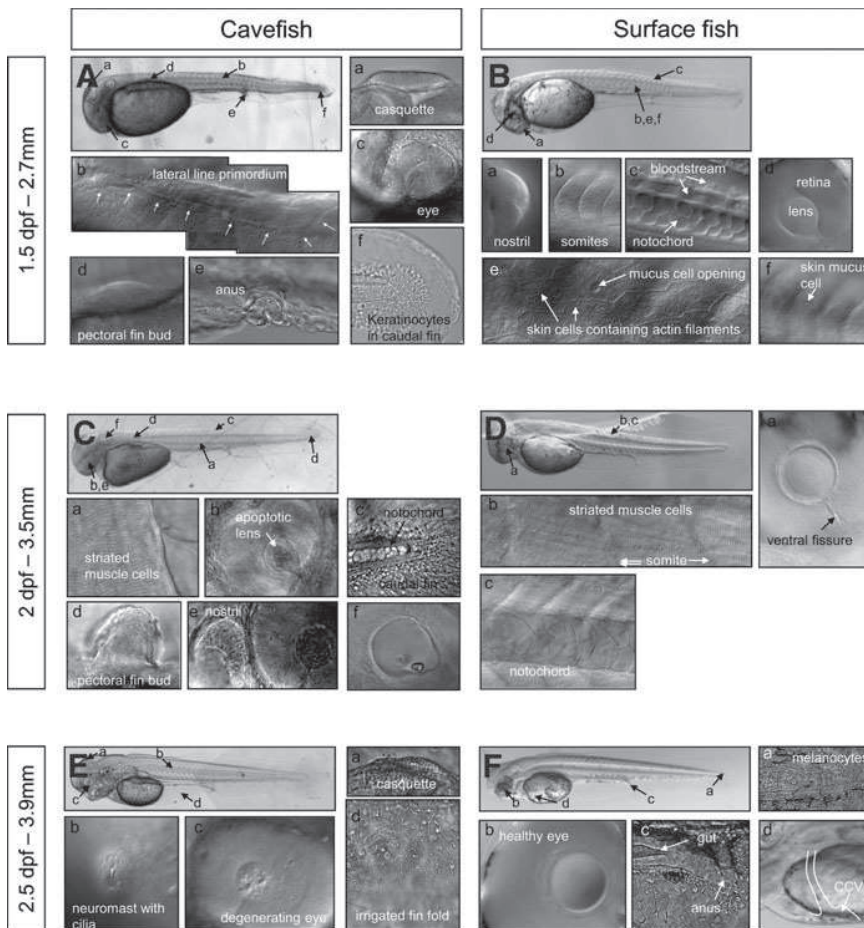 Cavefish
Surface fish
1.5 dpf – 2.7mm
A
a
d
b
c
e
f
a
casquette
b
lateral line primordium
c
eye
d
pectoral fin bud
e
anus
f
Keratinocytes
in caudal fin
B
c
b,e,f
d
a
a
nostril
b
somites
c
bloodstream
notochord
d
retina
lens
e
mucus cell opening
skin cells containing actin filaments
f
skin mucus
cell
2 dpf – 3.5mm
C
f
d
c
b,e
a
d
a
striated
muscle cells
b
apoptotic
lens
c
notochord
caudal fin
d
pectoral fin bud
e
nostril
f
D
b,c
a
a
ventral fissure
b
striated muscle cells
somite
c
notochord
2.5 dpf – 3.9mm
E
a
b
c
d
a
casquette
b
neuromast with
cilia
c
degenerating eye
d
irrigated fin fold
F
b
d
c
a
a
melanocytes
b
healthy eye
c
gut
anus
d